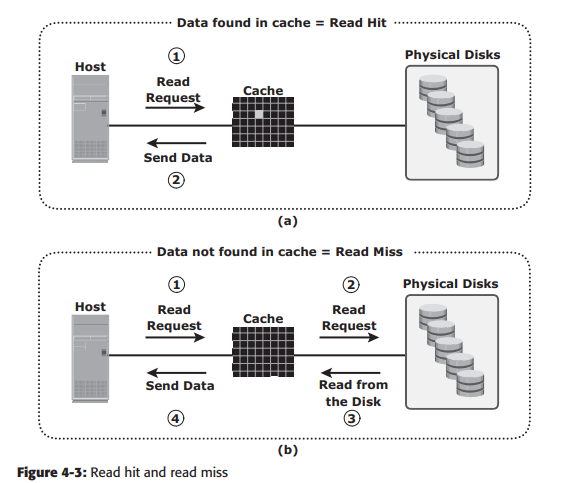 Data found in cache = Read Hit
1
Host
Read
Request
Cache
Physical Disks
Send Data
2
(a)
Data not found in cache = Read Miss
1
2
Host
Read
Request
Cache
Read
Request
Physical Disks
Send Data
Read from
the Disk
4
3
(b)
Figure 4-3: Read hit and read miss